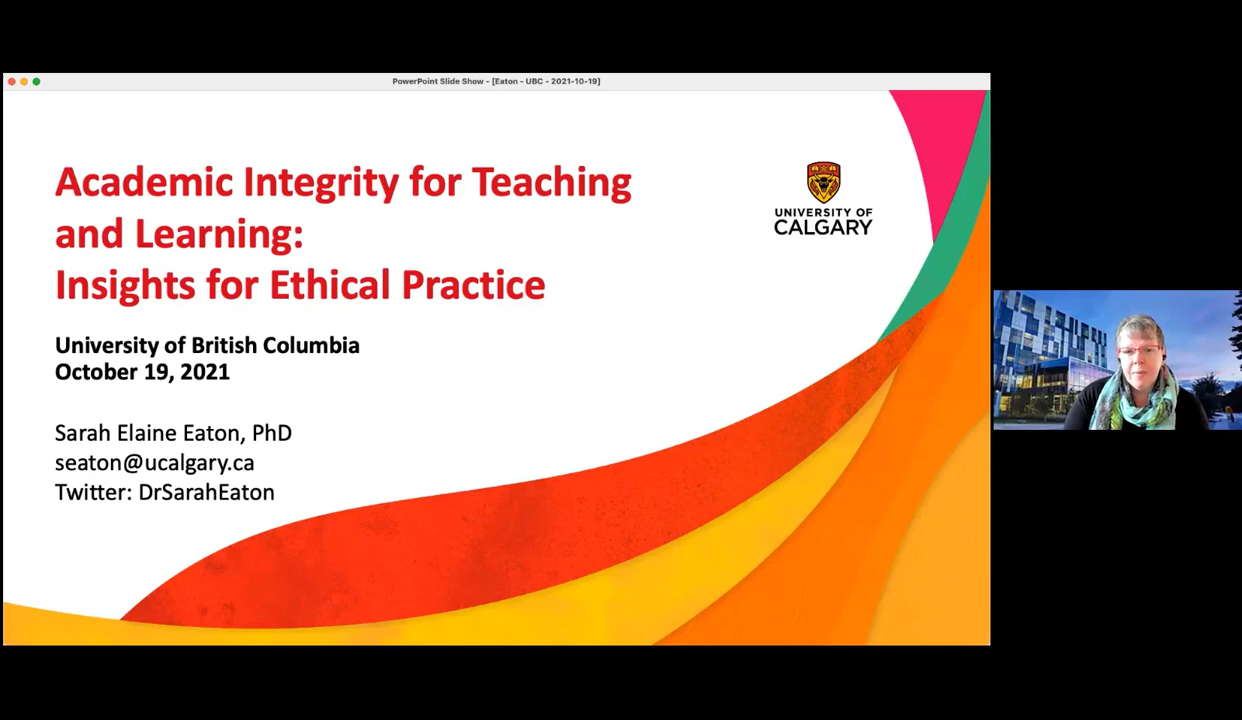 PowerPoint Slide Show - [Eaton - UBC - 2021-10-19]
Academic Integrity for Teaching
and Learning:
Insights for Ethical Practice
UNIVERSITY OF
CALGARY
University of British Columbia
October 19, 2021
Sarah Elaine Eaton, PhD
seaton@ucalgary.ca
Twitter: DrSarahEaton